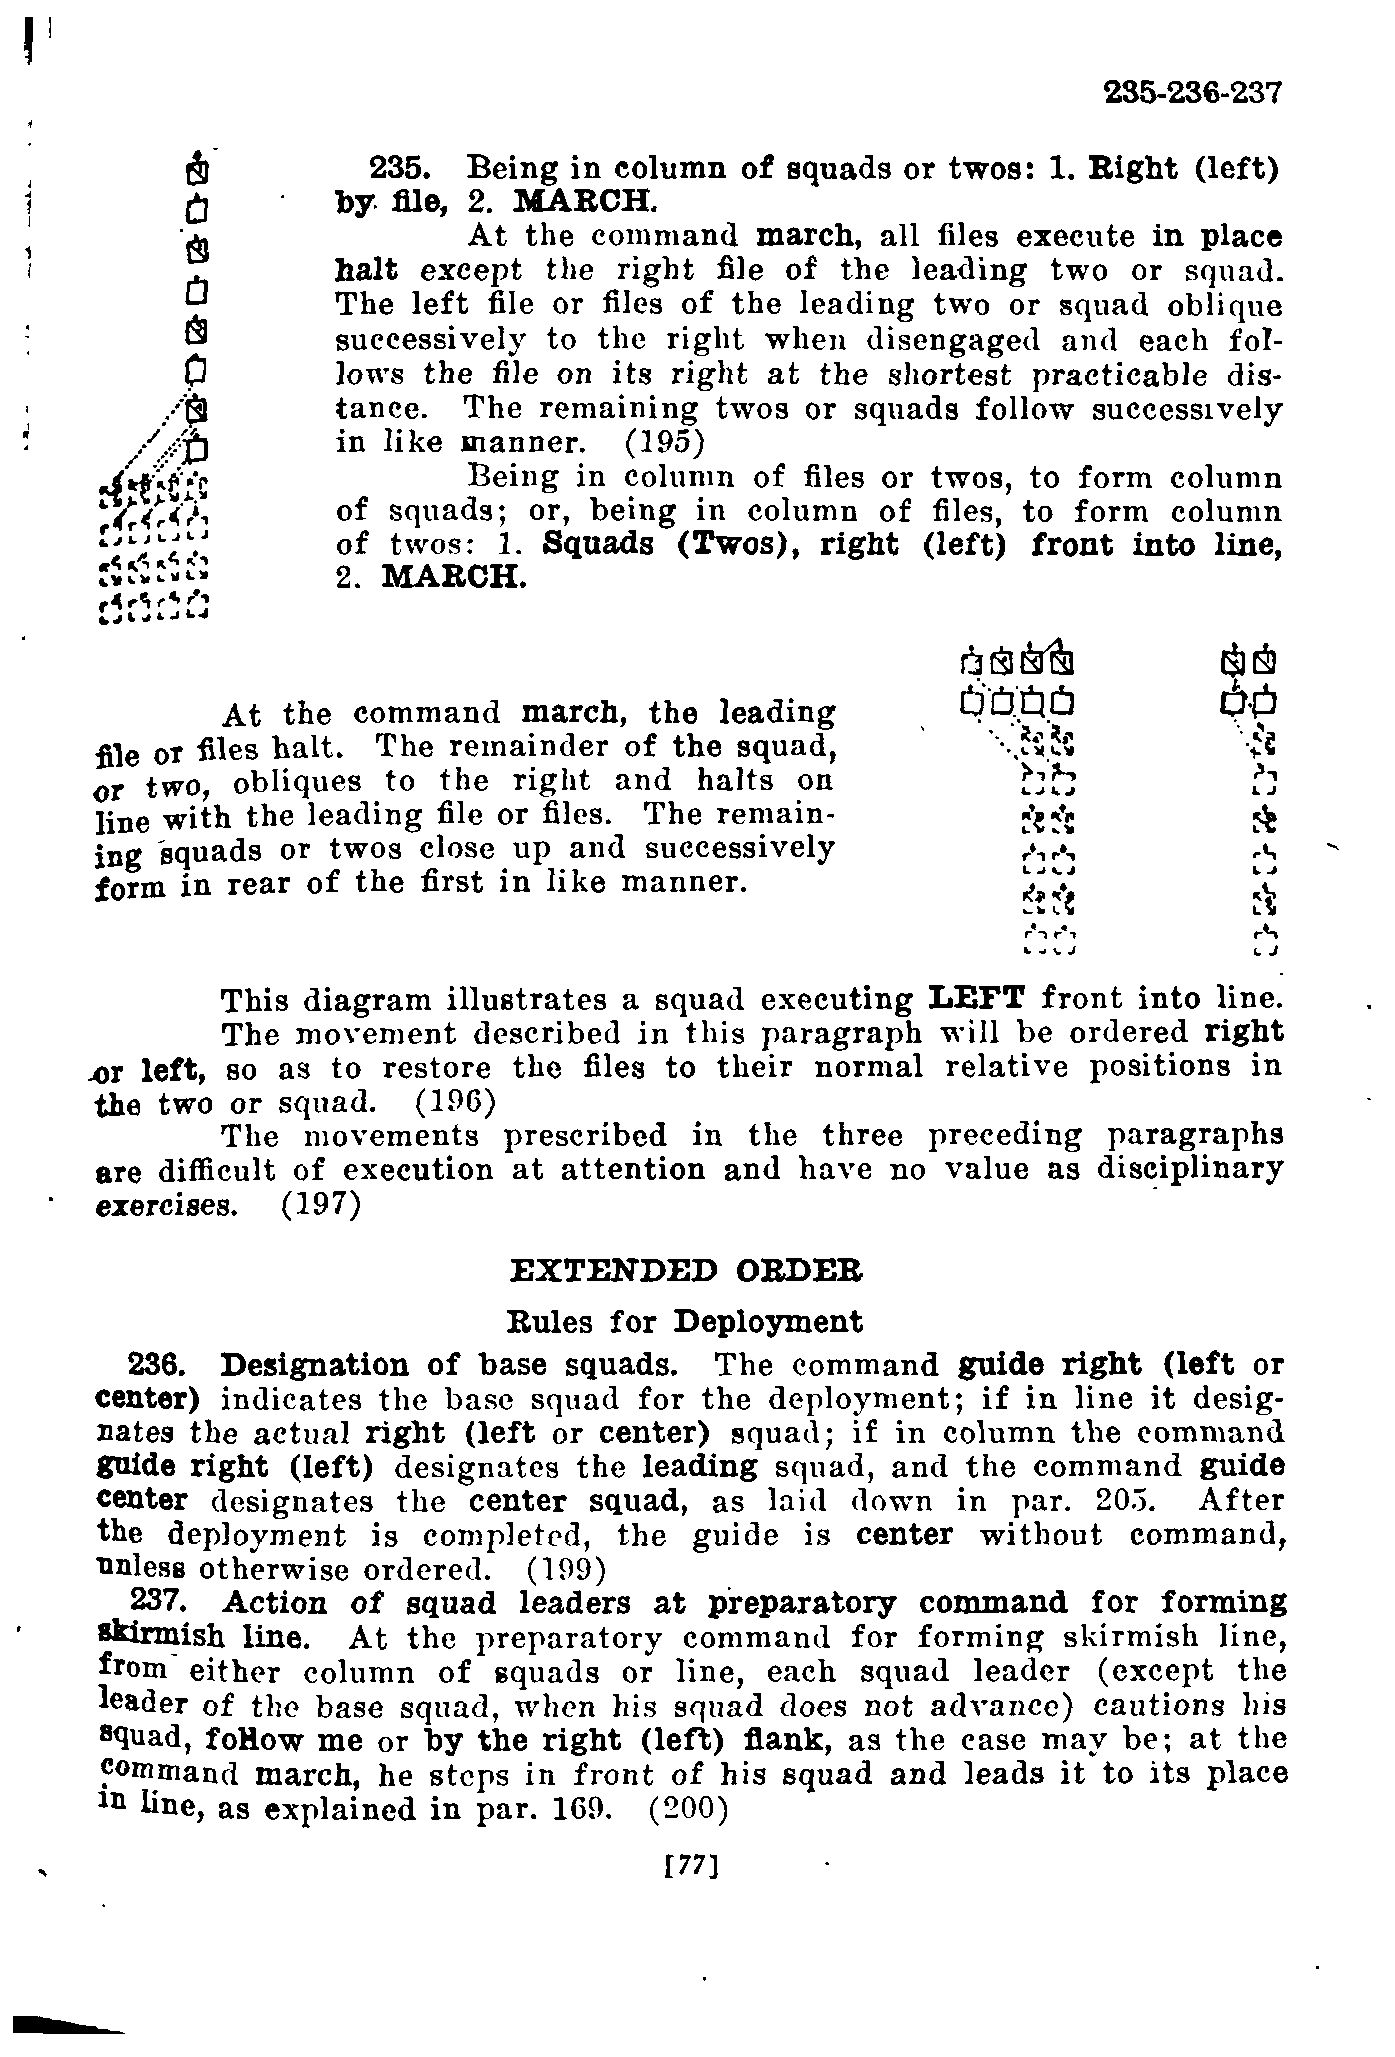 235-236-237
235. Being in column of squads or twos: 1. Right (left)
by file, 2. MARCH.
At the command march, all files execute in place
halt except the right file of the leading two or squad.
The left file or files of the leading two or squad oblique
successively to the right when disengaged and each fol-
lows the file on its right at the shortest practicable dis-
tance. The remaining twos or squads follow successively
in like manner. (195)
Being in column of files or twos, to form column
of squads; or, being in column of files, to form column
of twos: 1. Squads (Twos), right (left) front into line,
2. MARCH.
At the command march, the leading
file or files halt. The remainder of the squad,
or two, obliques to the right and halts on
line with the leading file or files. The remain-
ing squads or twos close up and successively
form in rear of the first in like manner.
This diagram illustrates a squad executing LEFT front into line.
The movement described in this paragraph will be ordered right
or left, so as to restore the files to their normal relative positions in
the two or squad. (196)
The movements prescribed in the three preceding paragraphs
are difficult of execution at attention and have no value as disciplinary
exercises. (197)
EXTENDED ORDER
Rules for Deployment
236. Designation of base squads. The command guide right (left or
center) indicates the base squad for the deployment; if in line it desig-
nates the actual right (left or center) squad; if in column the command
guide right (left) designates the leading squad, and the command guide
center designates the center squad, as laid down in par. 205. After
the deployment is completed, the guide is center without command,
unless otherwise ordered. (199)
237. Action of squad leaders at preparatory command for forming
skirmish line. At the preparatory command for forming skirmish line,
from either column of squads or line, each squad leader (except the
leader of the base squad, when his squad does not advance) cautions his
squad, follow me or by the right (left) flank, as the case may be; at the
command march, he steps in front of his squad and leads it to its place
in line, as explained in par. 169. (200)
[77]